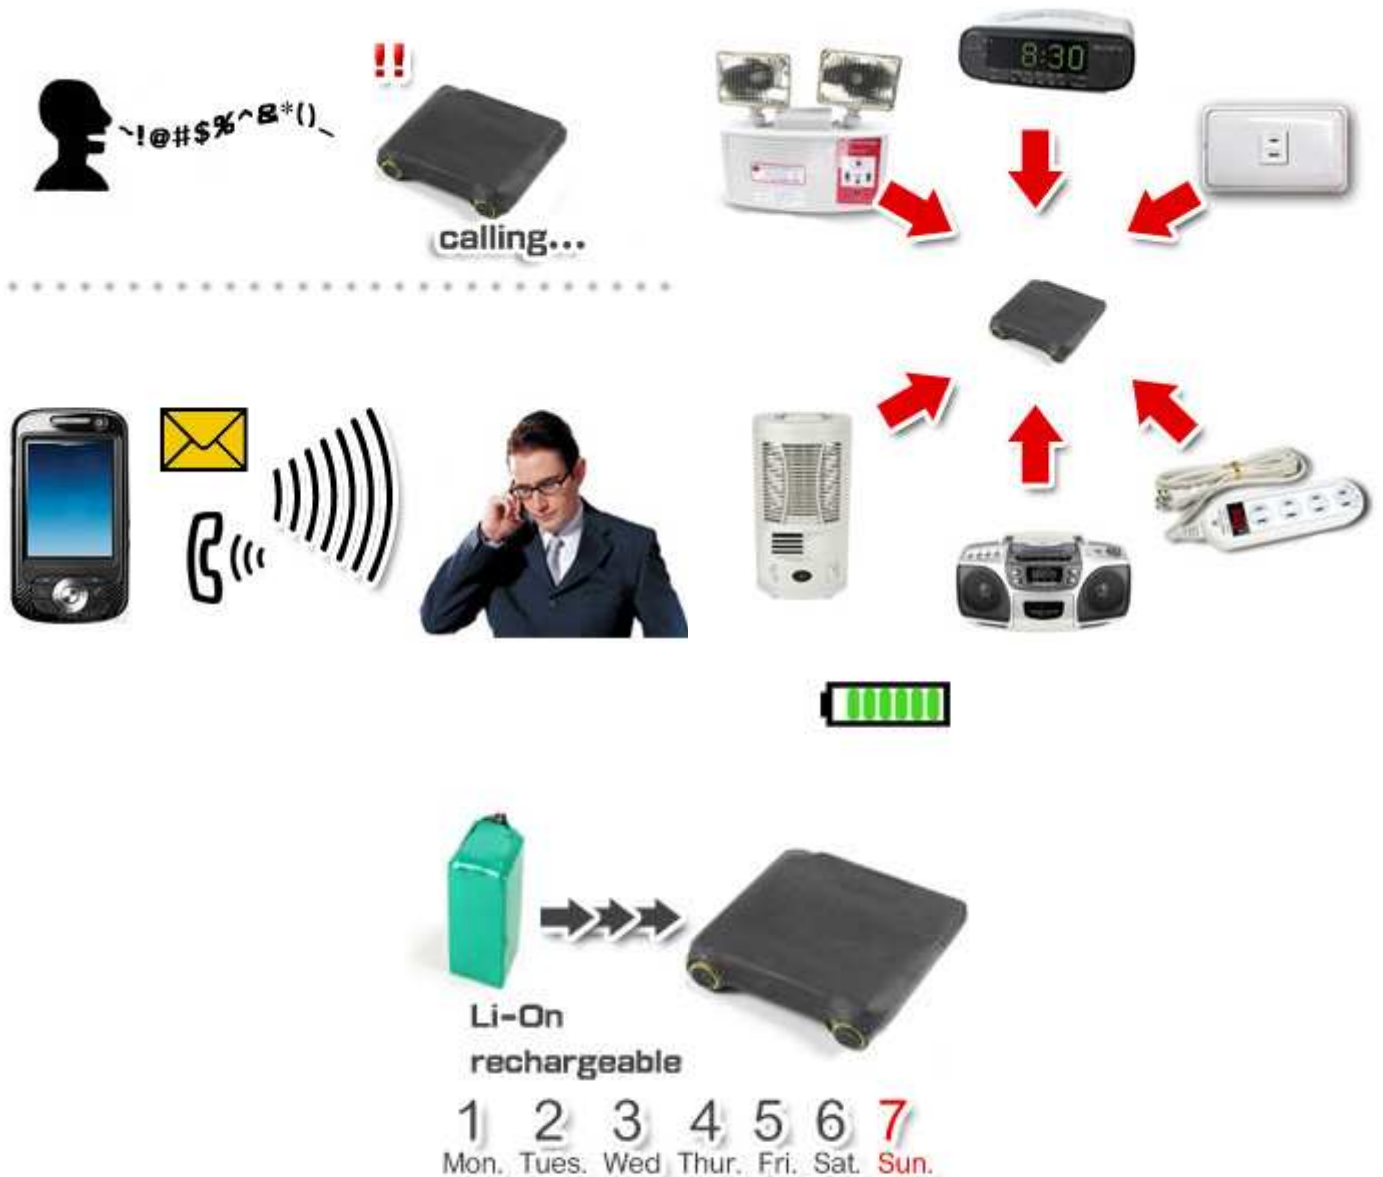 !!
~!@#$%^&*()_
calling...
8:30
Li-On
rechargeable
1 2 3 4 5 6 7
Mon. Tues. Wed Thur. Fri. Sat. Sun.